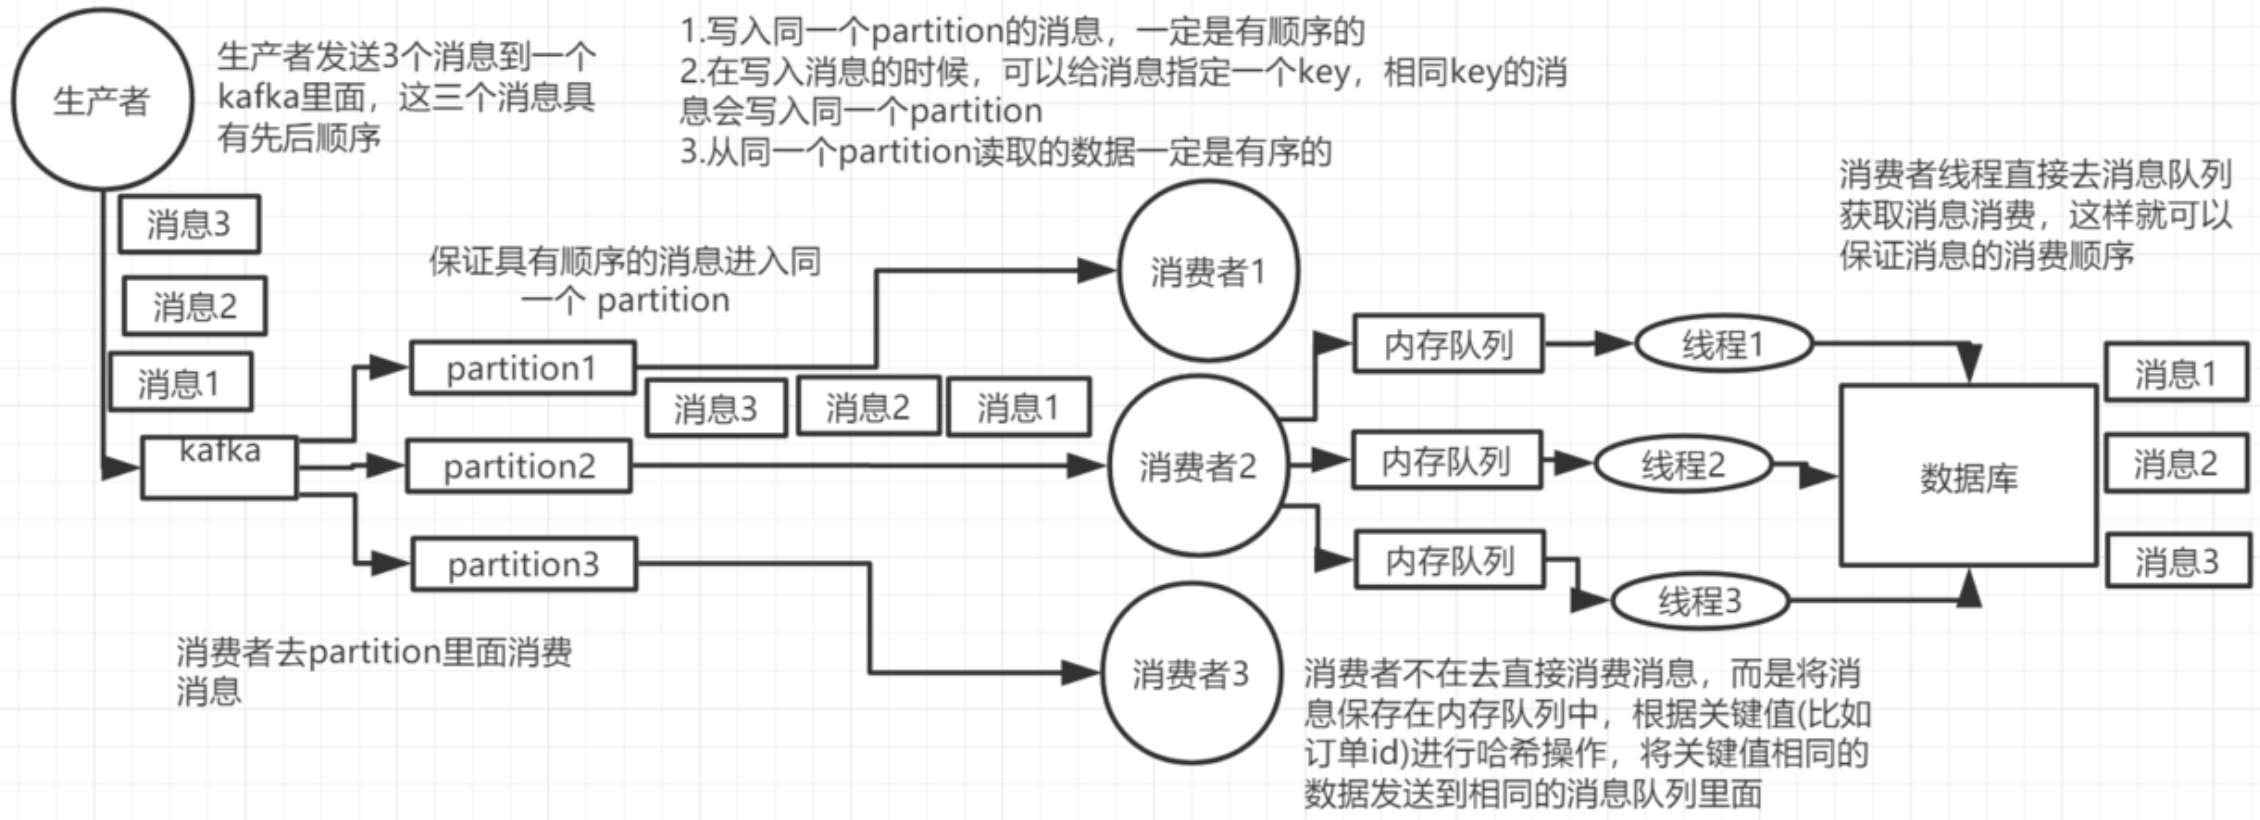 生产者
生产者发送3个消息到一个
kafka里面，这三个消息具
有先后顺序
1.写入同一个partition的消息，一定是有顺序的
2.在写入消息的时候，可以给消息指定一个key，相同key的消
息会写入同一个partition
3.从同一个partition读取的数据一定是有序的
消费者线程直接去消息队列
获取消息消费，这样就可以
保证消息的消费顺序
消息3
消息2
消息1
保证具有顺序的消息进入同
一个 partition
消费者1
kafka
partition1
partition2
partition3
消息3
消息2
消息1
消费者2
消费者3
内存队列
线程1
内存队列
线程2
内存队列
线程3
数据库
消息1
消息2
消息3
消费者去partition里面消费
消息
消费者不在去直接消费消息，而是将消
息保存在内存队列中，根据关键值(比如
订单id)进行哈希操作，将关键值相同的
数据发送到相同的消息队列里面